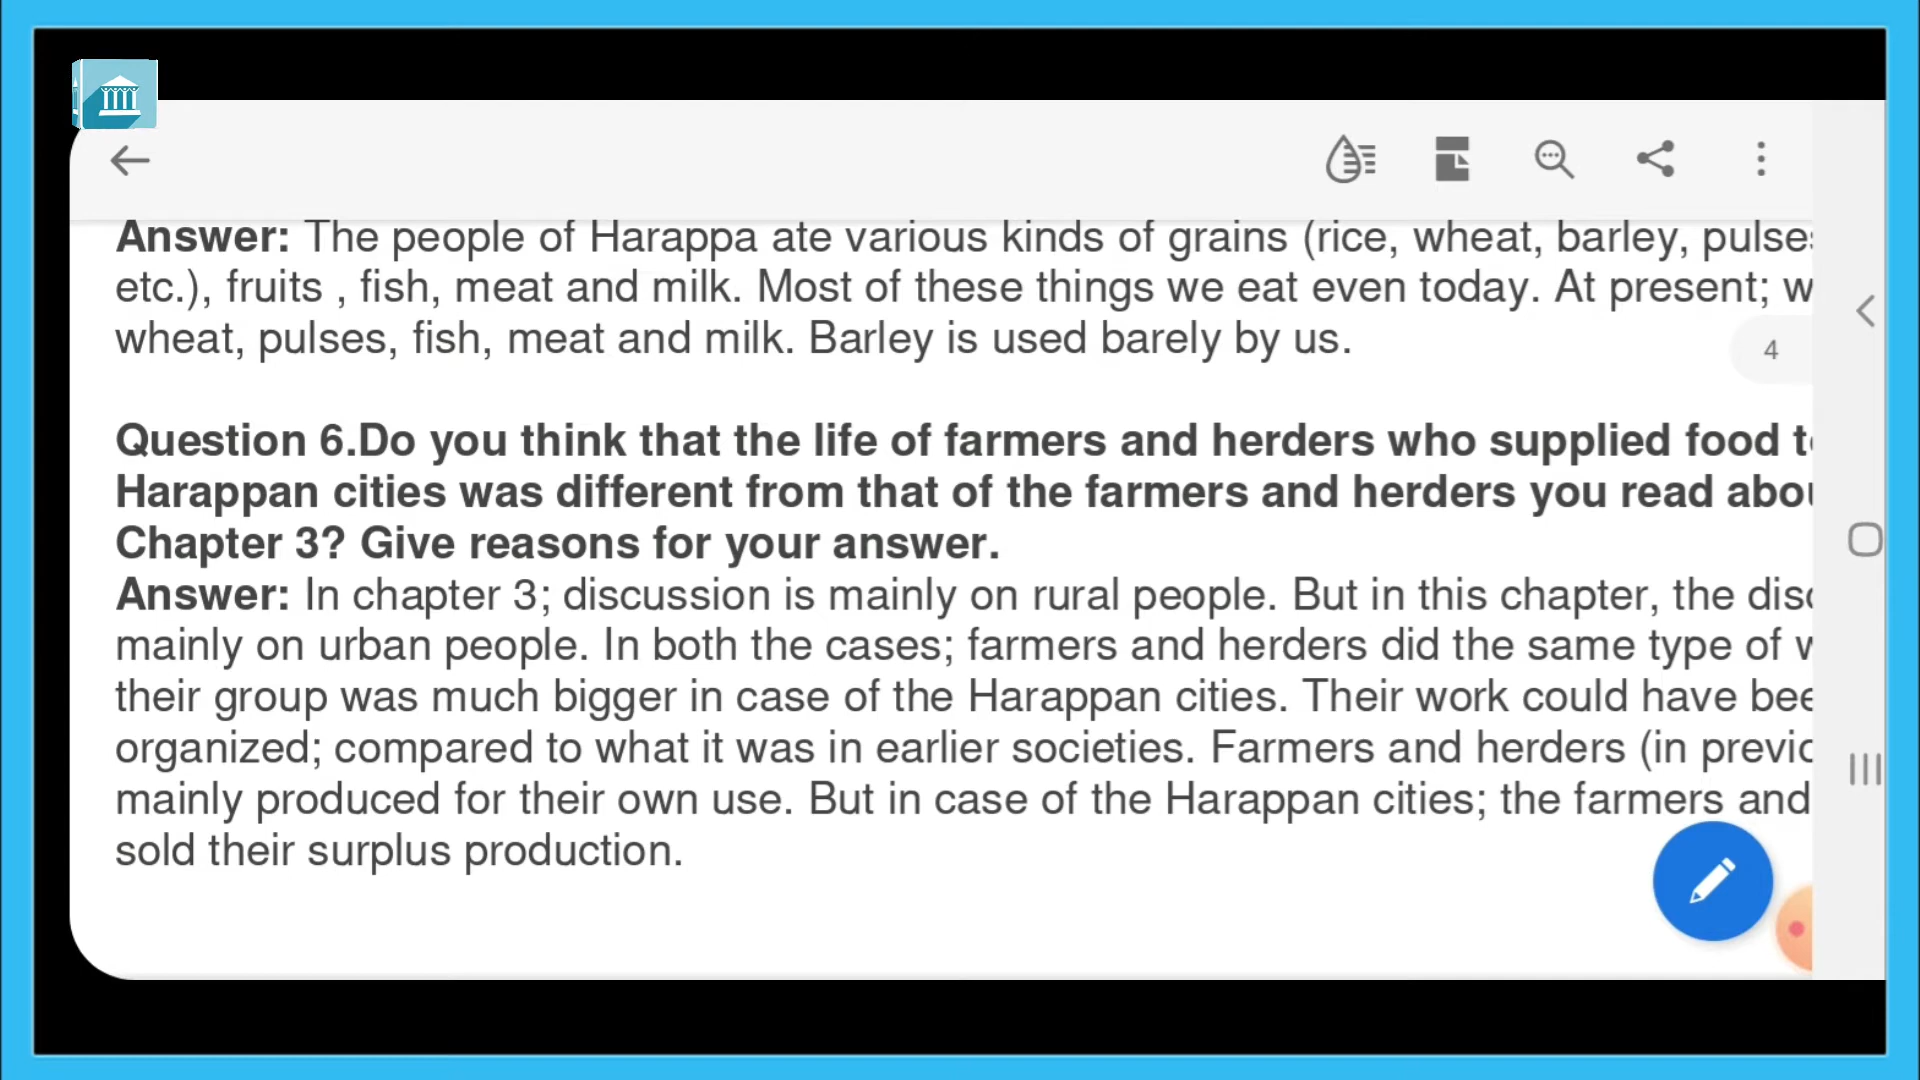 Answer: The people of Harappa ate various kinds of grains (rice, wheat, barley, pulses
etc.), fruits , fish, meat and milk. Most of these things we eat even today. At present; w
wheat, pulses, fish, meat and milk. Barley is used barely by us.
4
Question 6.Do you think that the life of farmers and herders who supplied food to
Harappan cities was different from that of the farmers and herders you read abou
Chapter 3? Give reasons for your answer.
Answer: In chapter 3; discussion is mainly on rural people. But in this chapter, the disc
mainly on urban people. In both the cases; farmers and herders did the same type of
their group was much bigger in case of the Harappan cities. Their work could have bee
organized; compared to what it was in earlier societies. Farmers and herders (in previo
mainly produced for their own use. But in case of the Harappan cities; the farmers and
sold their surplus production.